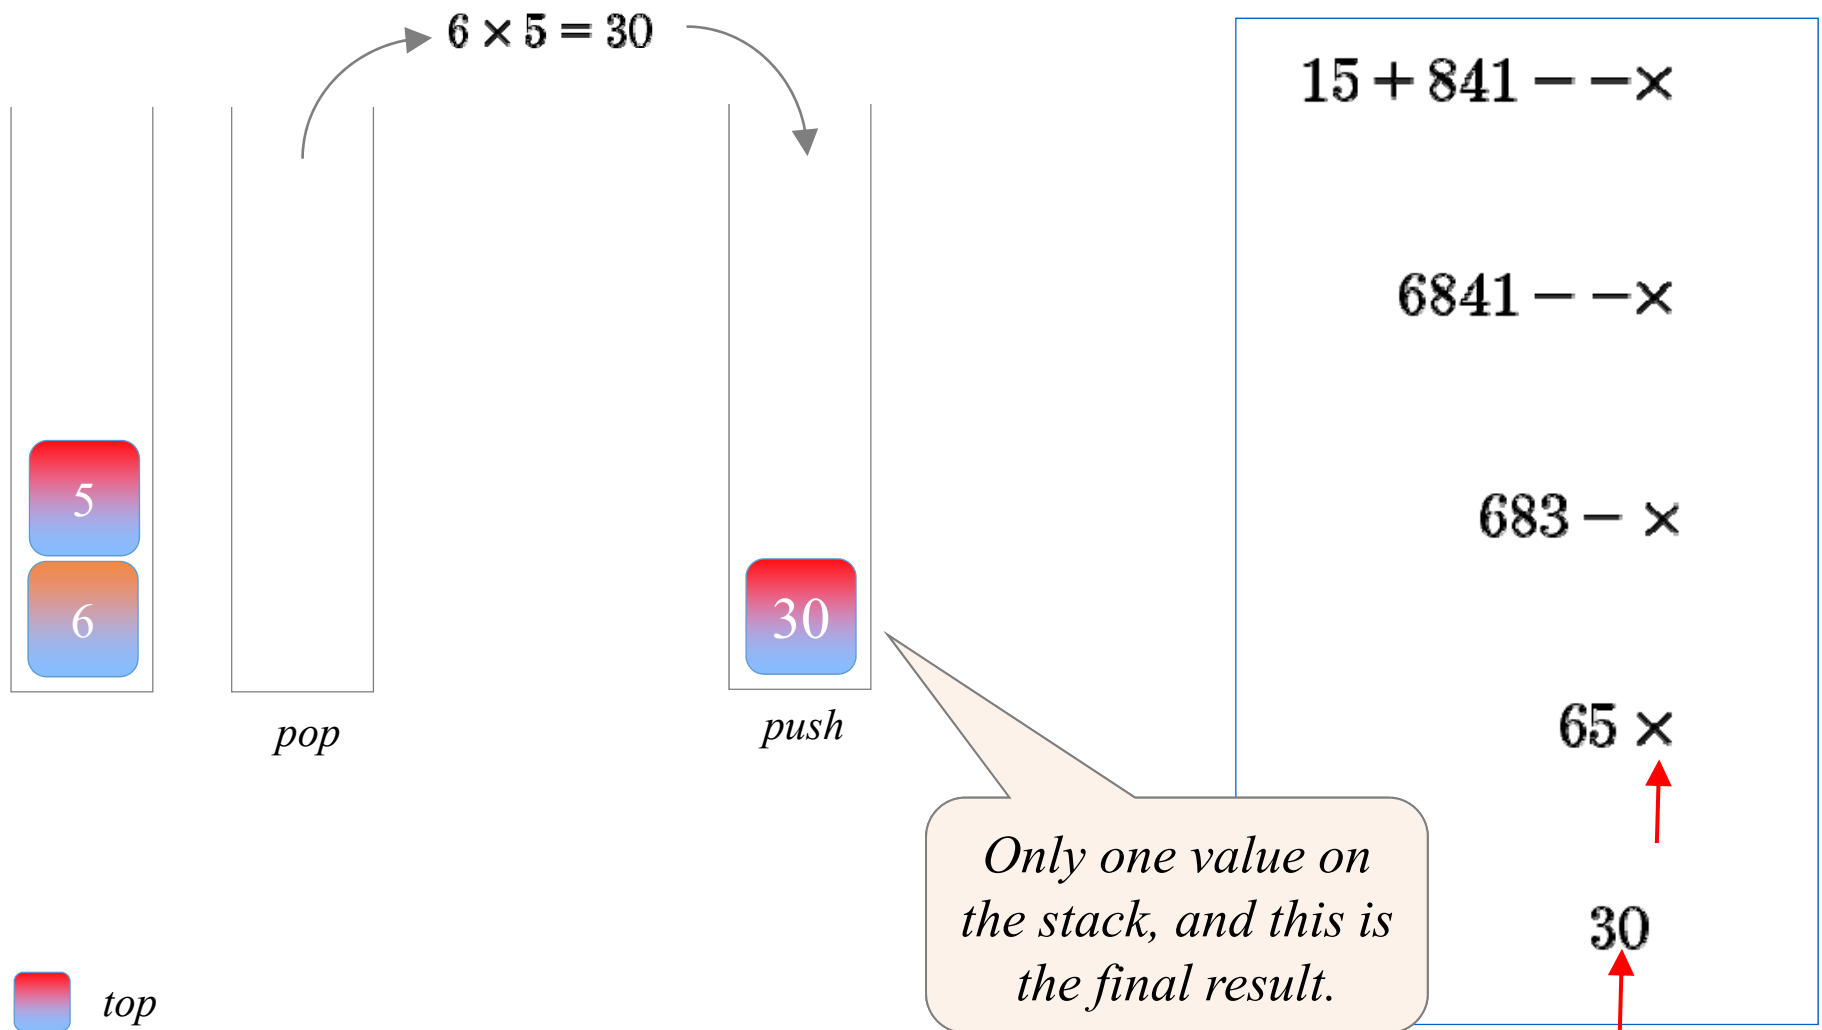 6 × 5 = 30
15 + 841 − −×
6841 − −×
683 − ×
65 ×
30
5
6
30
pop
push
Only one value on
the stack, and this is
the final result.
top